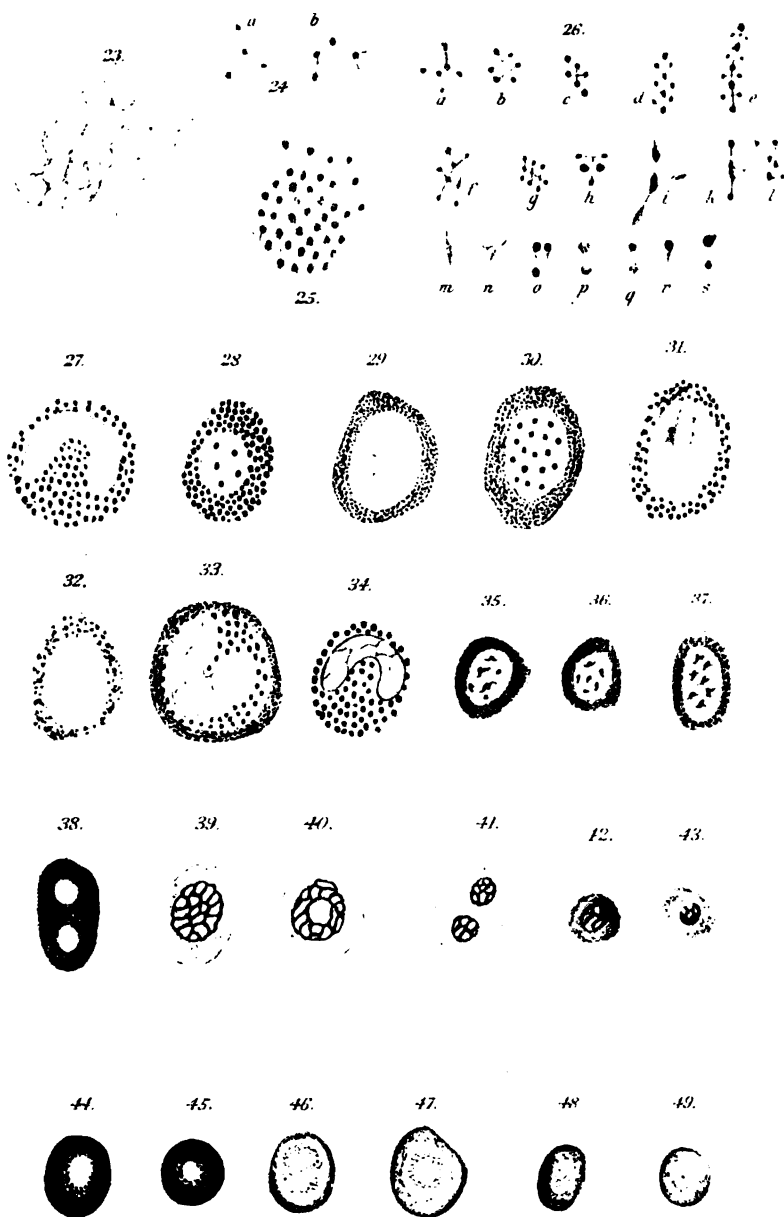 a b 26.
23.
24
a b c d e
f g h i k l
25.
m n o p q r s
27. 28 29 30. 31.
32. 33. 34. 35. 36. 37.
38. 39. 40. 41. 42. 43.
44. 45. 46. 47. 48 49.